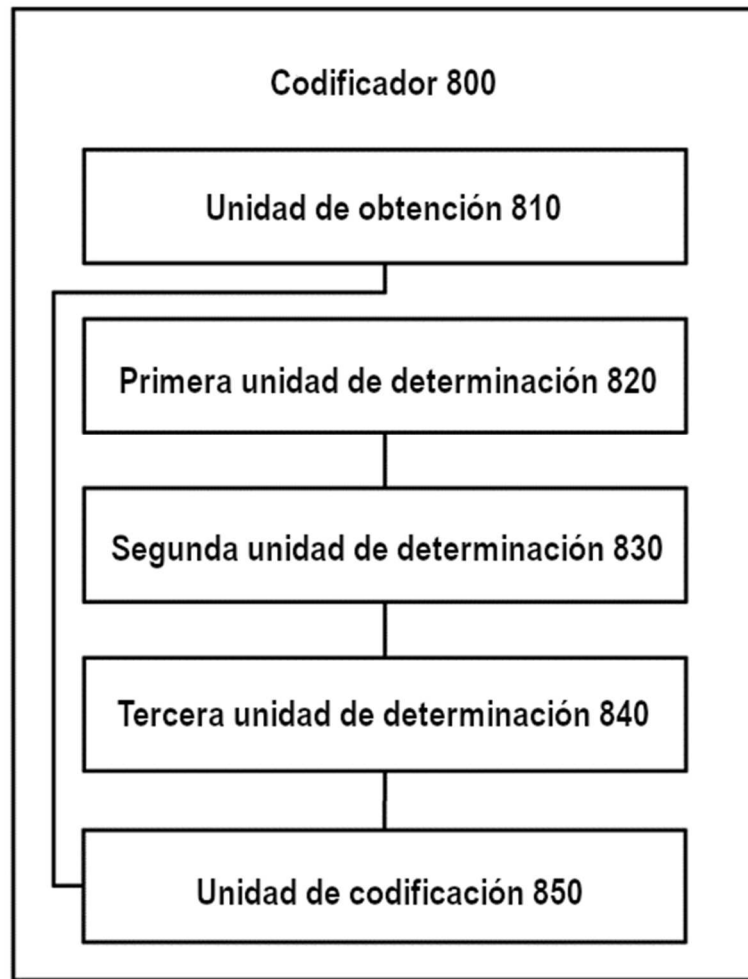 Codificador 800
Unidad de obtención 810
Primera unidad de determinación 820
Segunda unidad de determinación 830
Tercera unidad de determinación 840
Unidad de codificación 850